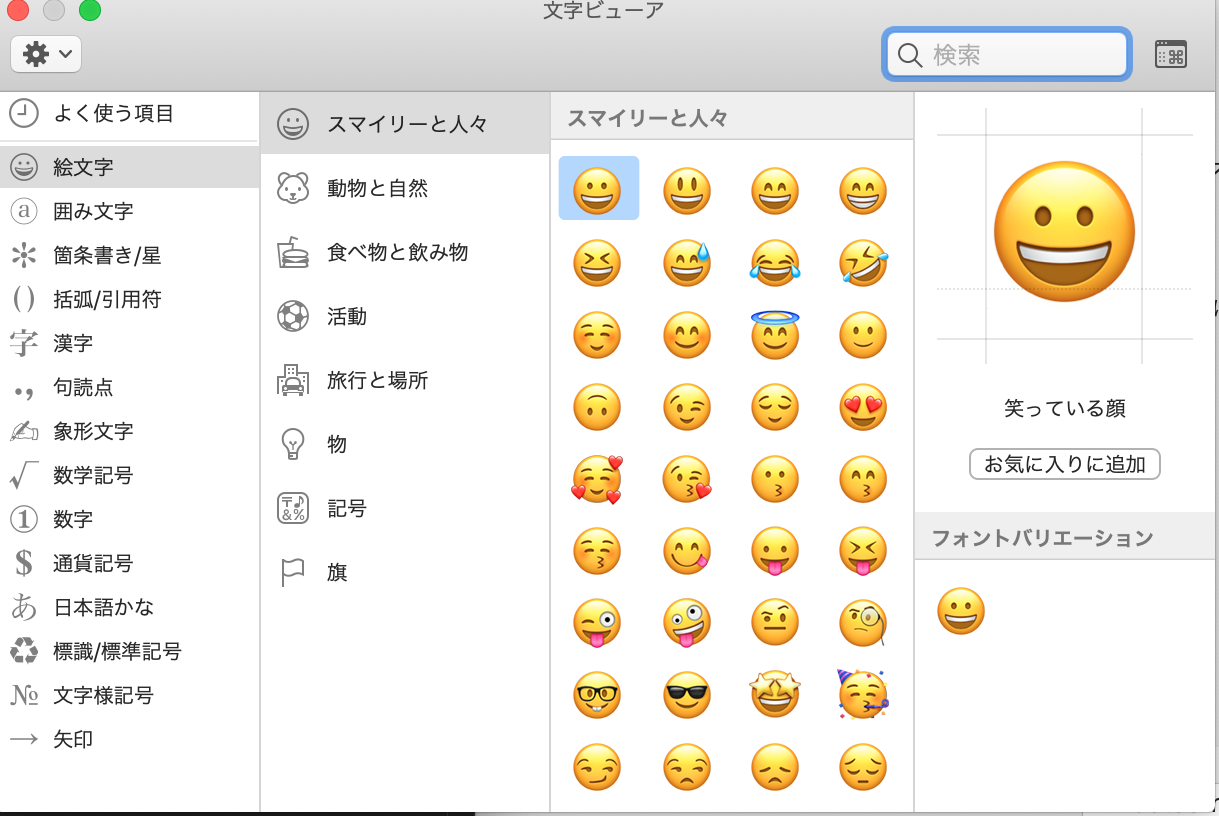 文字ビューア
検索
よく使う項目
絵文字
囲み文字
箇条書き/星
括弧/引用符
漢字
句読点
象形文字
数学記号
数字
通貨記号
日本語かな
標識/標準記号
文字様記号
矢印
スマイリーと人々
動物と自然
食べ物と飲み物
活動
旅行と場所
物
記号
旗
スマイリーと人々
笑っている顔
お気に入りに追加
フォントバリエーション